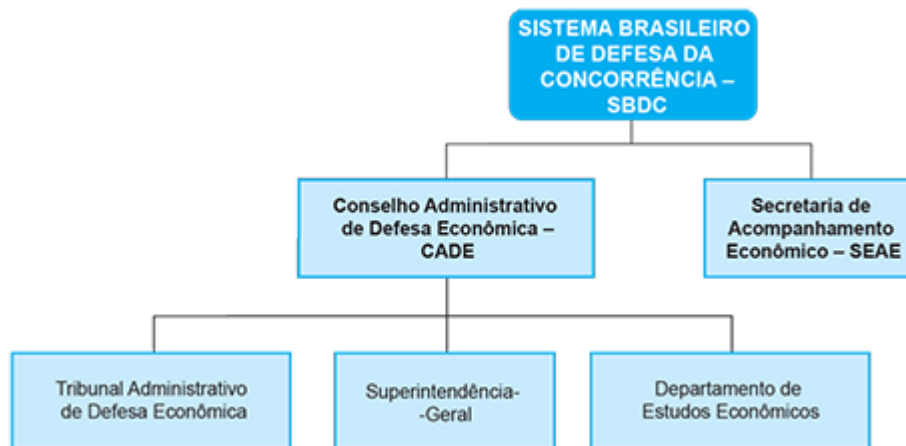 SISTEMA BRASILEIRO
DE DEFESA DA
CONCORRÊNCIA –
SBDC
Conselho Administrativo
de Defesa Econômica –
CADE
Secretaria de
Acompanhamento
Econômico – SEAE
Tribunal Administrativo
de Defesa Econômica
Superintendência-
-Geral
Departamento de
Estudos Econômicos